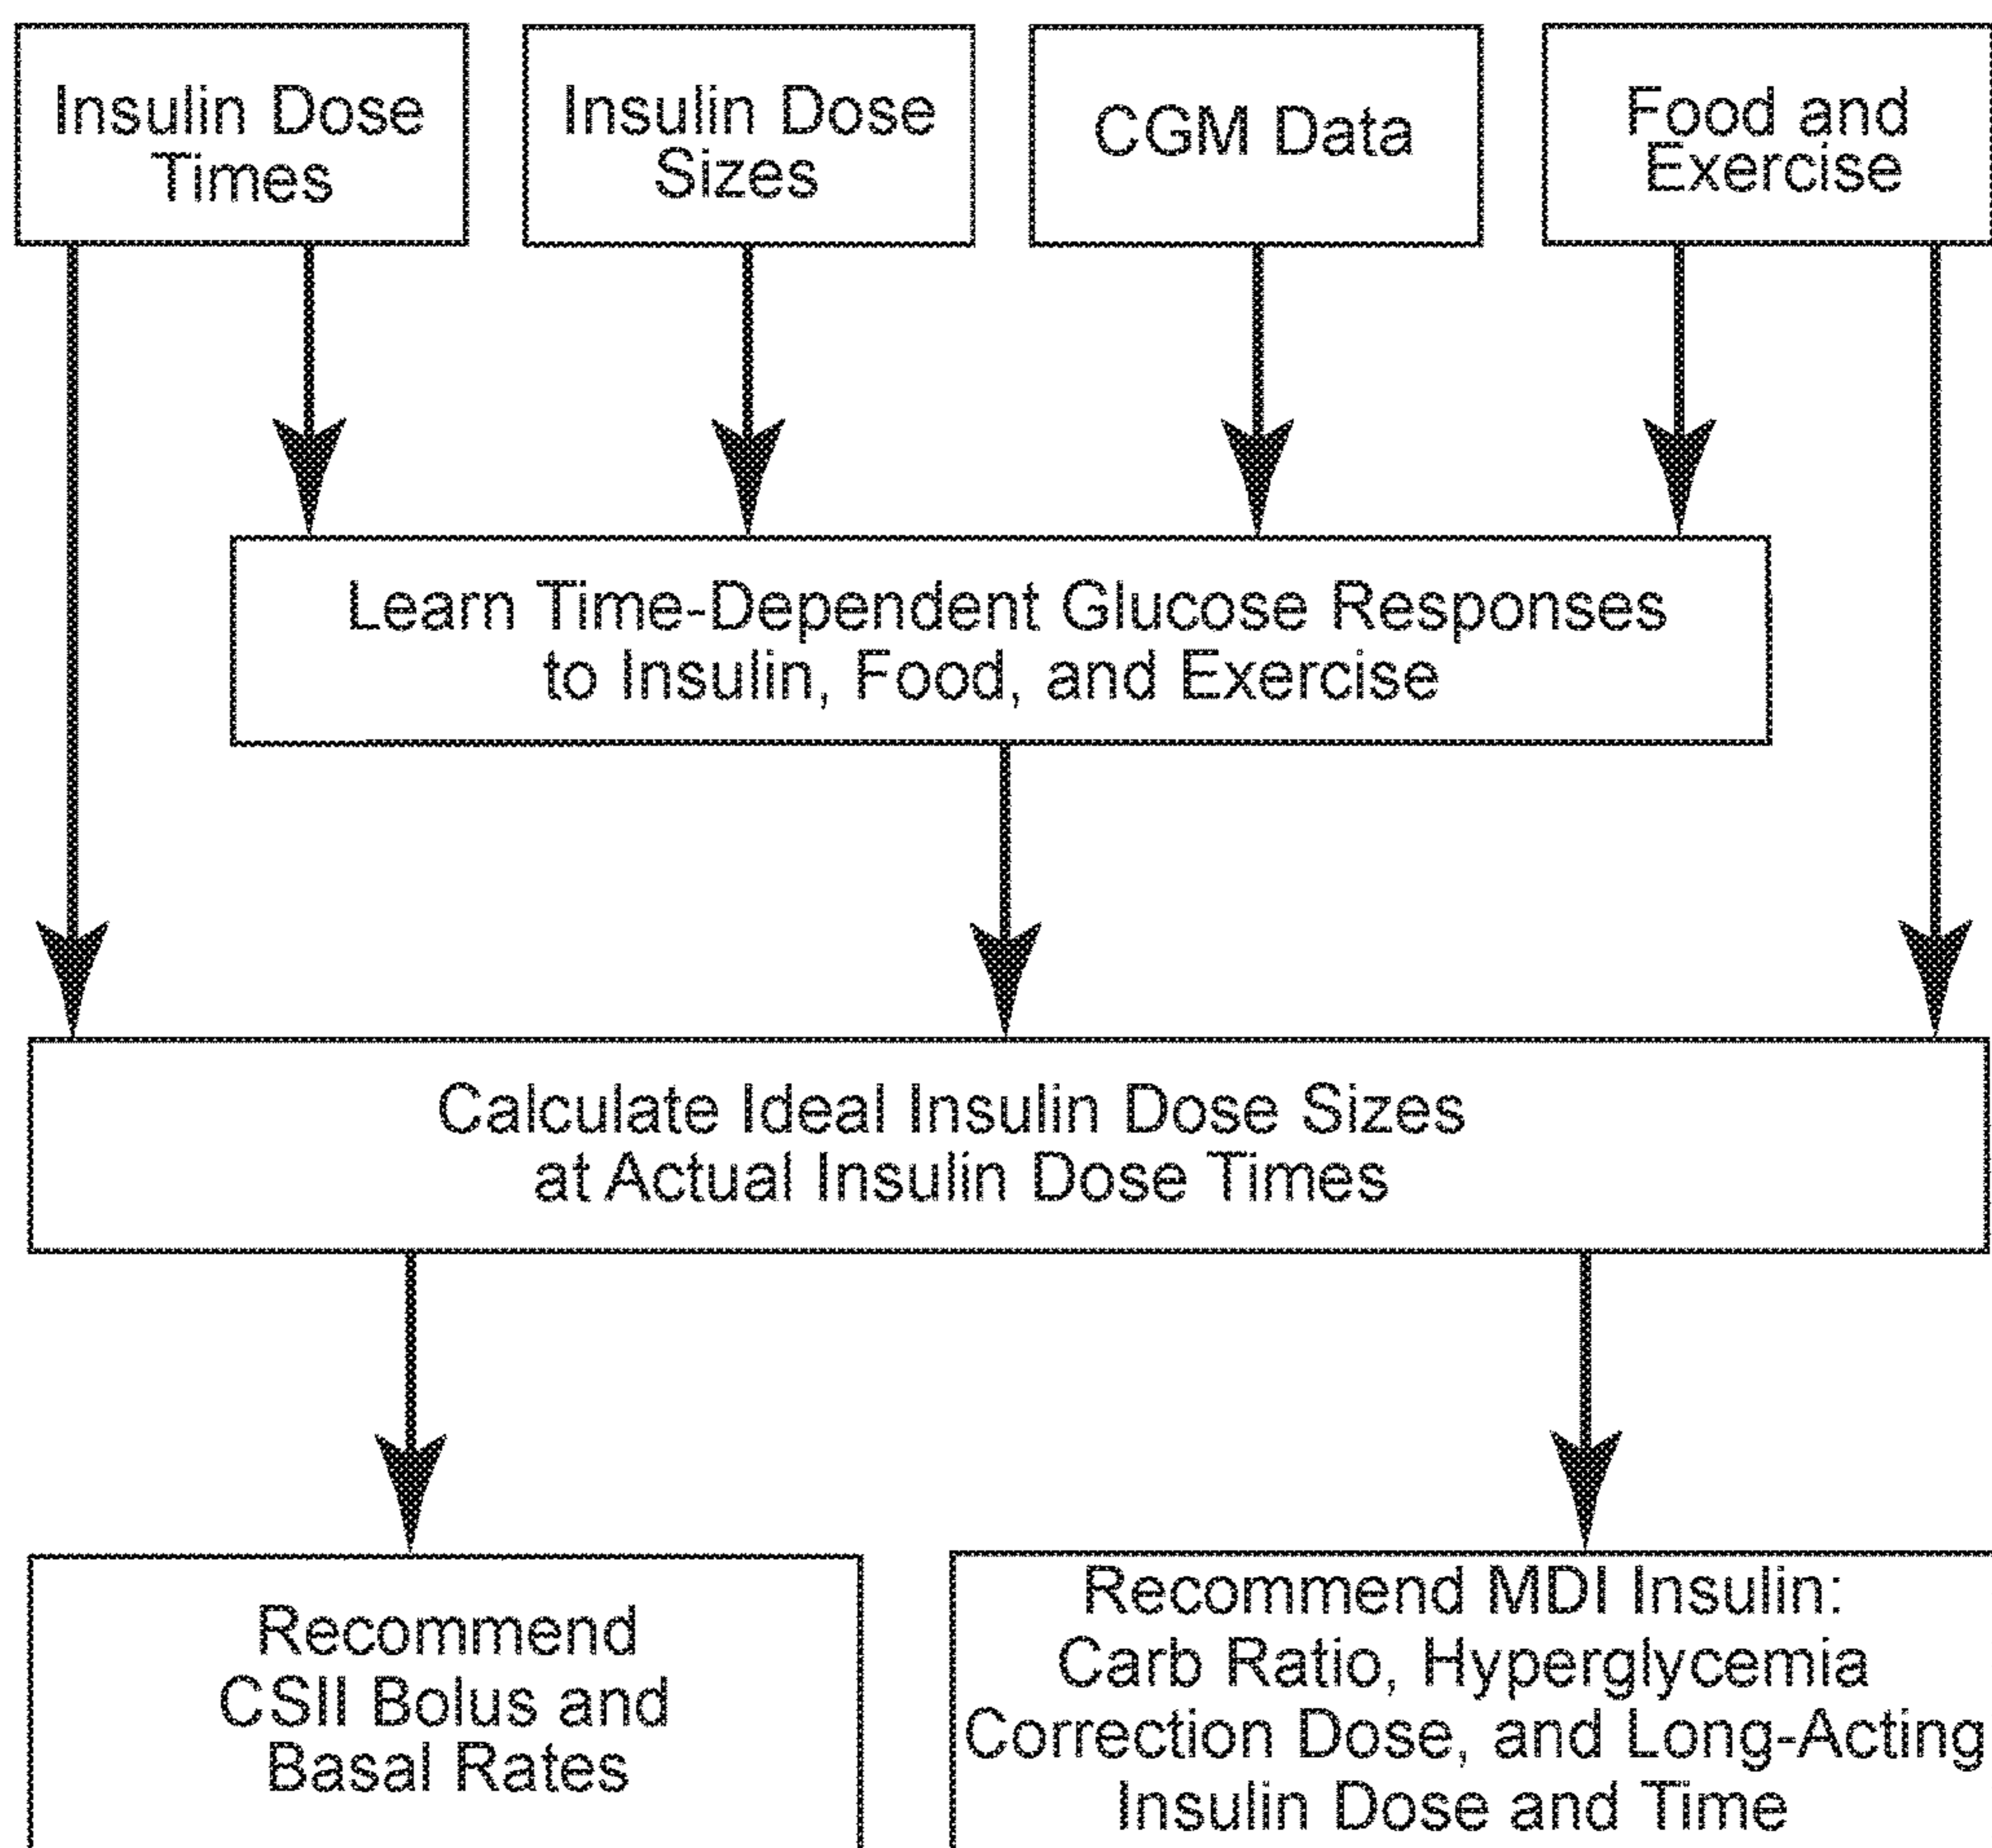 Insulin Dose
Times
Insulin Dose
Sizes
CGM Data
Food and
Exercise
Learn Time-Dependent Glucose Responses
to Insulin, Food, and Exercise
Calculate Ideal Insulin Dose Sizes
at Actual Insulin Dose Times
Recommend
CSII Bolus and
Basal Rates
Recommend MDI Insulin:
Carb Ratio, Hyperglycemia
Correction Dose, and Long-Acting
Insulin Dose and Time